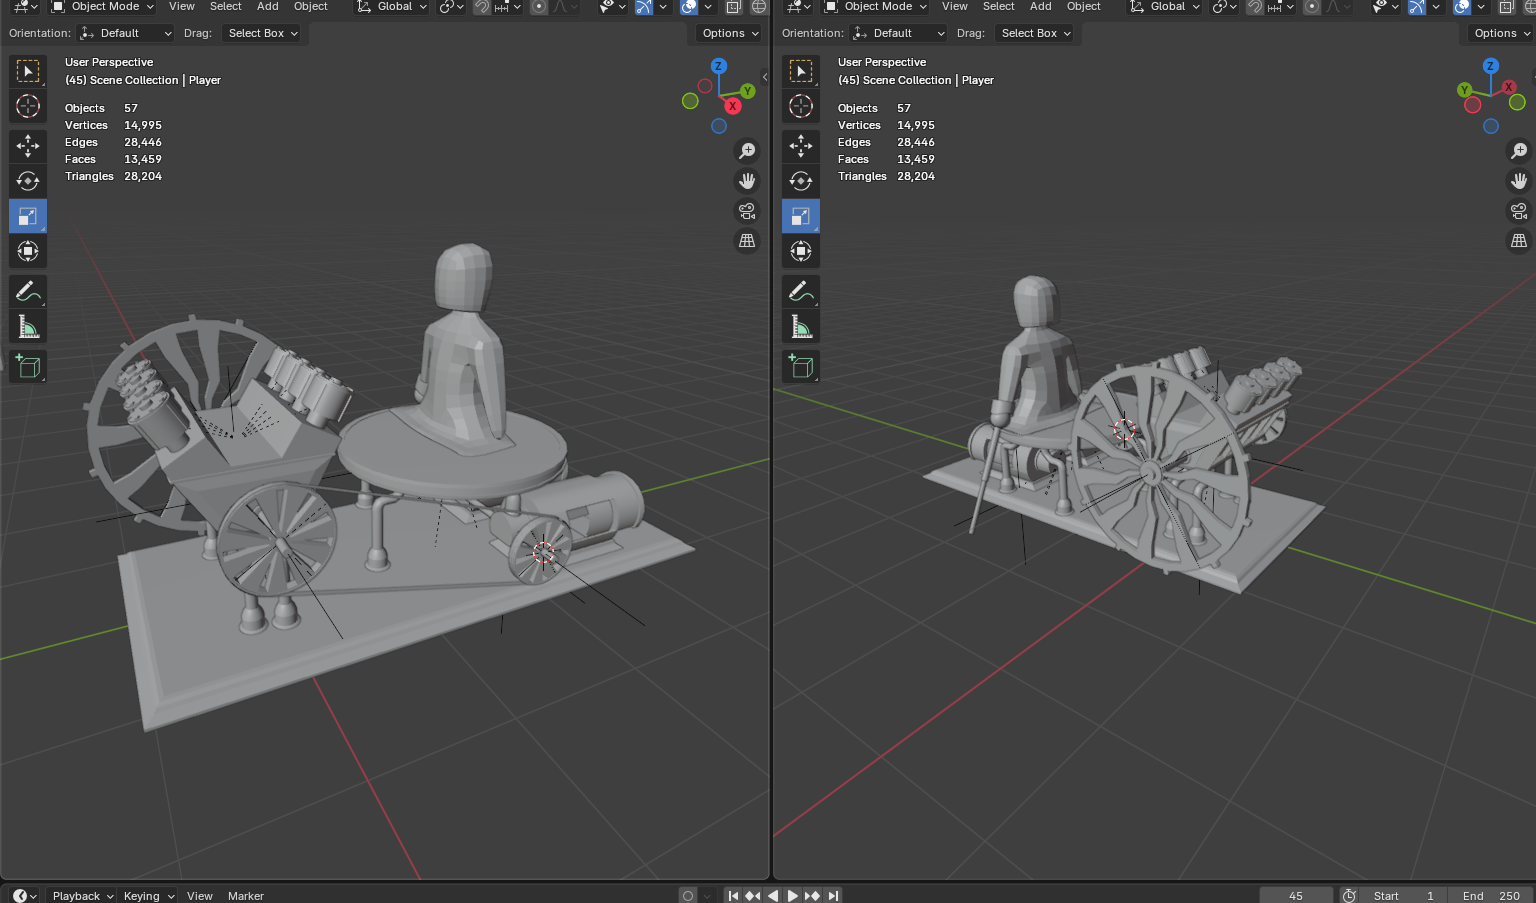 Object Mode View Select Add Object Global
Orientation: Default Drag: Select Box Options
User Perspective
(45) Scene Collection | Player
Objects 57
Vertices 14,995
Edges 28,446
Faces 13,459
Triangles 28,204
Z
Y
X
Object Mode View Select Add Object Global
Orientation: Default Drag: Select Box Options
User Perspective
(45) Scene Collection | Player
Objects 57
Vertices 14,995
Edges 28,446
Faces 13,459
Triangles 28,204
Z
Y
X
Playback Keying View Marker 45 Start 1 End 250